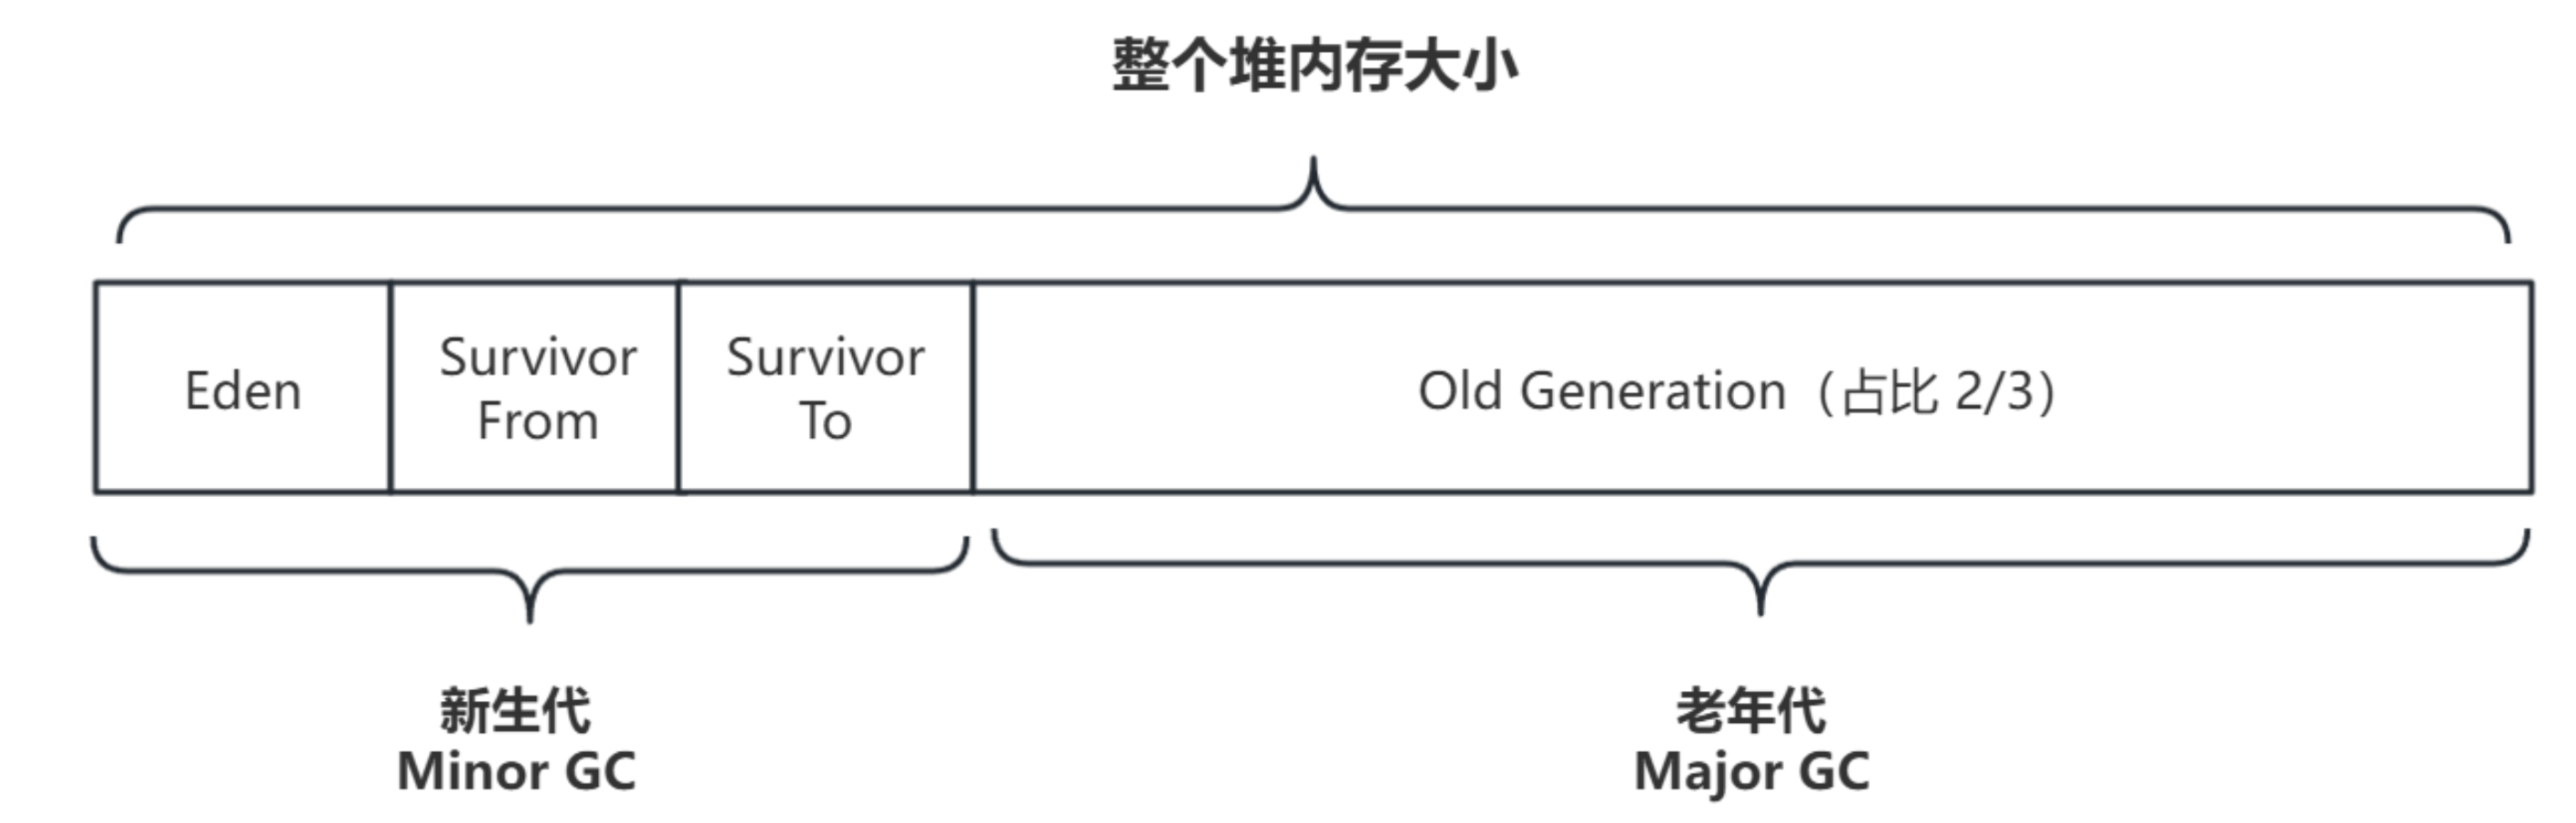 整个堆内存大小
Eden
Survivor
From
Survivor
To
Old Generation（占比 2/3）
新生代
Minor GC
老年代
Major GC